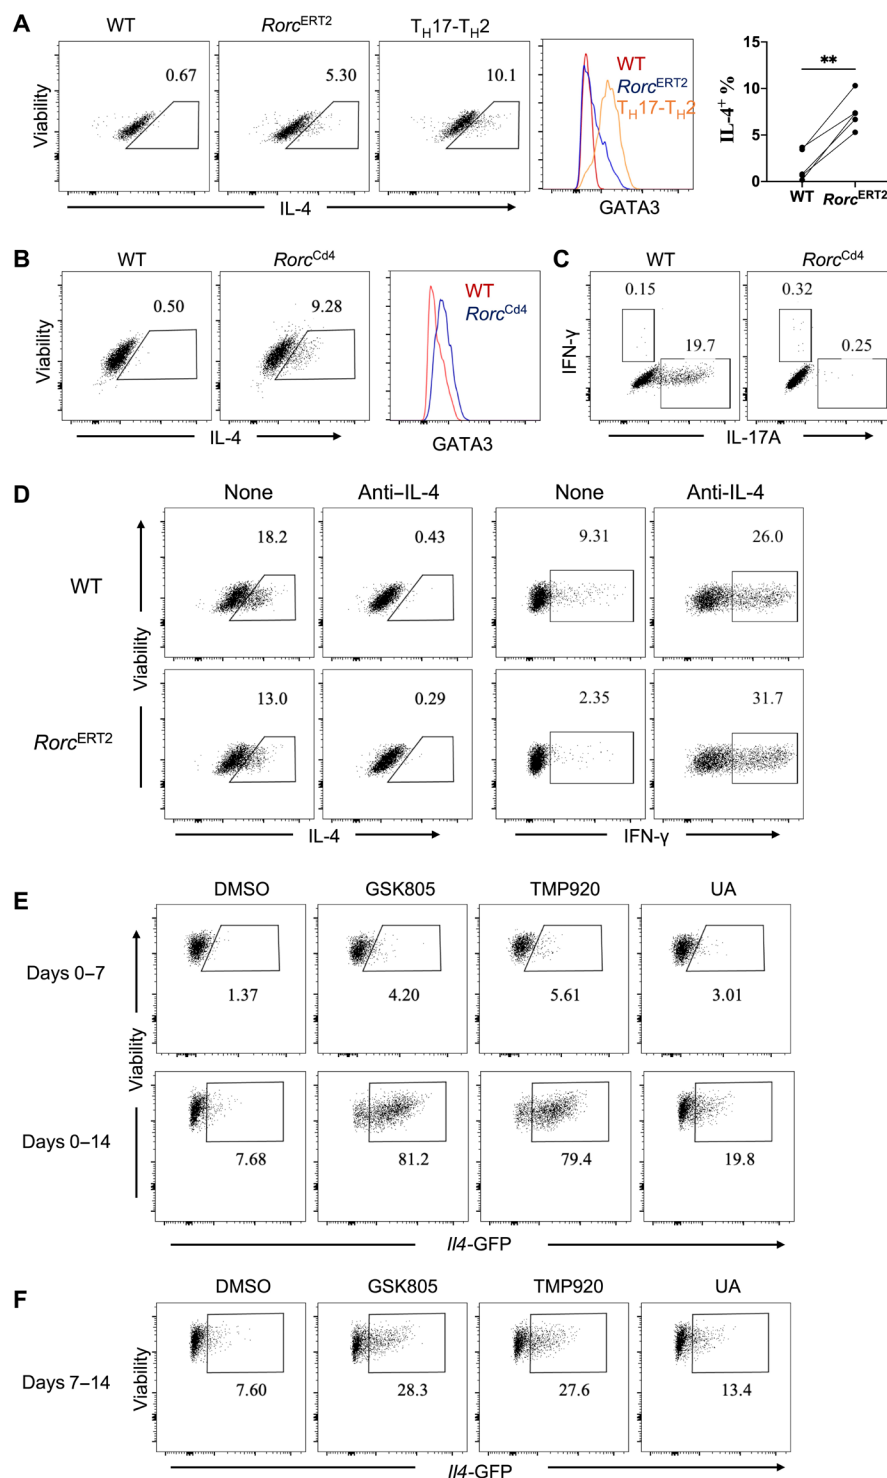 A
WT
Rorc^ERT2
T_H17-T_H2
0.67
5.30
10.1
Viability
IL-4
WT
Rorc^ERT2
T_H17-T_H2
GATA3
15
10
5
0
IL-4+ %
**
WT
Rorc^ERT2
B
WT
Rorc^Cd4
0.50
9.28
Viability
IL-4
WT
Rorc^Cd4
GATA3
C
WT
Rorc^Cd4
0.15
19.7
0.32
0.25
IFN-γ
IL-17A
D
None
Anti–IL-4
None
Anti-IL-4
WT
18.2
0.43
9.31
26.0
Viability
Rorc^ERT2
13.0
0.29
2.35
31.7
IL-4
IFN-γ
E
DMSO
GSK805
TMP920
UA
Days 0–7
1.37
4.20
5.61
3.01
Viability
Days 0–14
7.68
81.2
79.4
19.8
Il4-GFP
F
DMSO
GSK805
TMP920
UA
Days 7–14
Viability
7.60
28.3
27.6
13.4
Il4-GFP